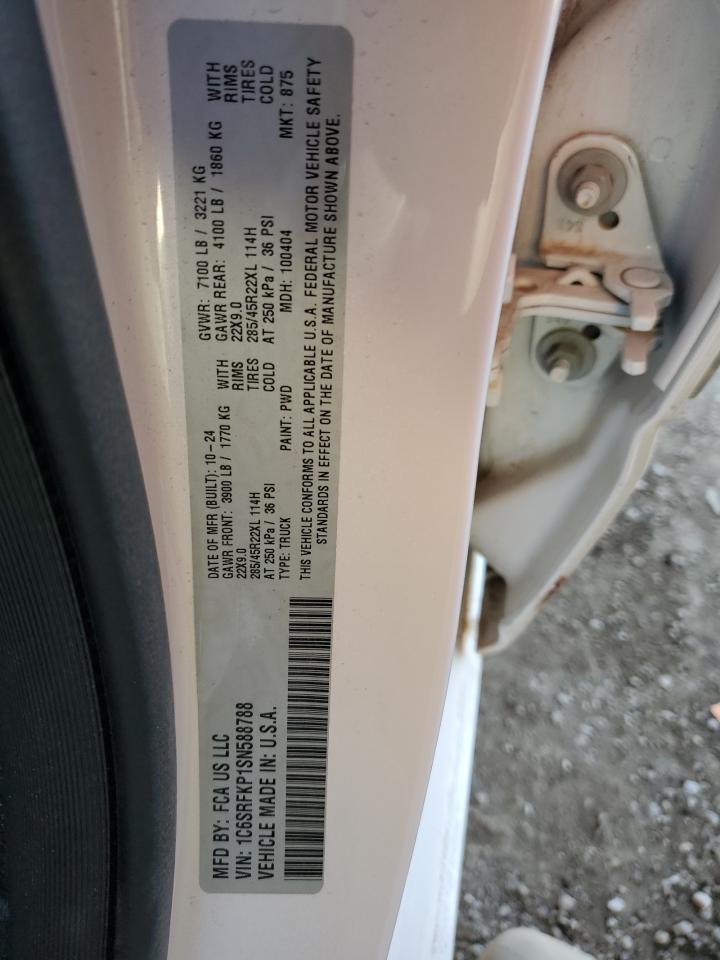 MFD BY: FCA US LLC
VIN: 1C6SRFKP1SN588788
VEHICLE MADE IN: U.S.A.
DATE OF MFR (BUILT): 10-24 GVWR: 7100 LB / 3221 KG
GAWR FRONT: 3900 LB / 1770 KG WITH GAWR REAR: 4100 LB / 1860 KG WITH
22X9.0 RIMS 22X9.0 RIMS
285/45R22XL 114H TIRES 285/45R22XL 114H TIRES
AT 250 kPa / 36 PSI COLD AT 250 kPa / 36 PSI COLD
TYPE: TRUCK PAINT: PWD MDH: 100404 MKT: 875
THIS VEHICLE CONFORMS TO ALL APPLICABLE U.S.A. FEDERAL MOTOR VEHICLE SAFETY
STANDARDS IN EFFECT ON THE DATE OF MANUFACTURE SHOWN ABOVE.